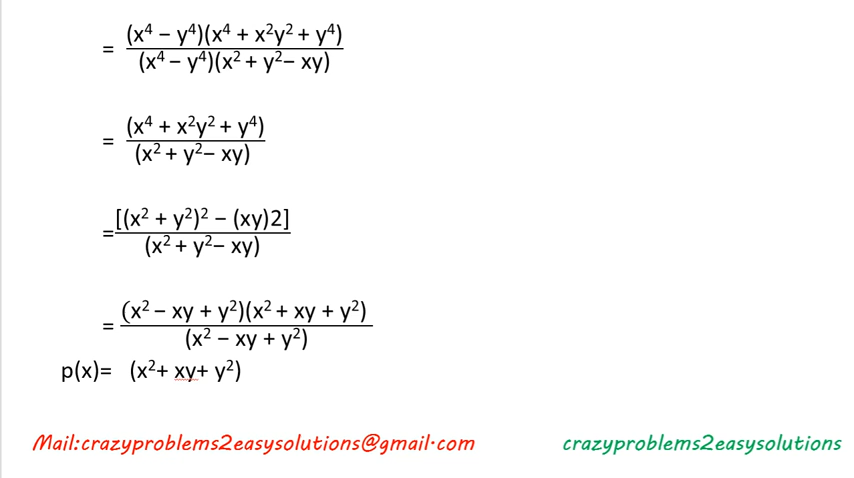 = (x⁴ − y⁴)(x⁴ + x²y² + y⁴)
(x⁴ − y⁴)(x² + y²− xy)
= (x⁴ + x²y² + y⁴)
(x² + y²− xy)
=[(x² + y²)² − (xy)2]
(x² + y²− xy)
= (x² − xy + y²)(x² + xy + y²)
(x² − xy + y²)
p(x)= (x²+ xy+ y²)
Mail:crazyproblems2easysolutions@gmail.com crazyproblems2easysolutions